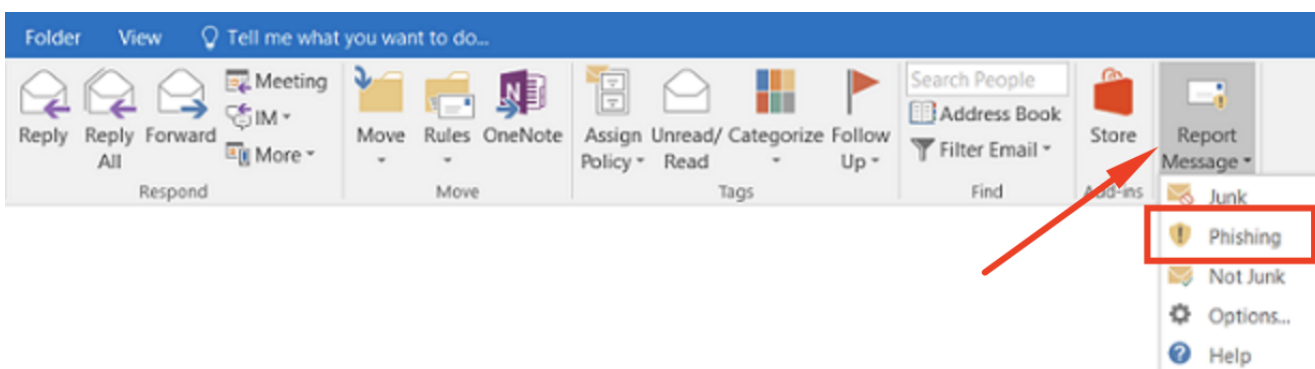 Folder View Tell me what you want to do...
Reply
Reply All
Forward
Meeting
IM
More
Respond
Move
Rules
OneNote
Move
Assign Policy
Unread/ Read
Categorize
Follow Up
Tags
Search People
Address Book
Filter Email
Find
Store
Add-ins
Report Message
Junk
Phishing
Not Junk
Options...
Help